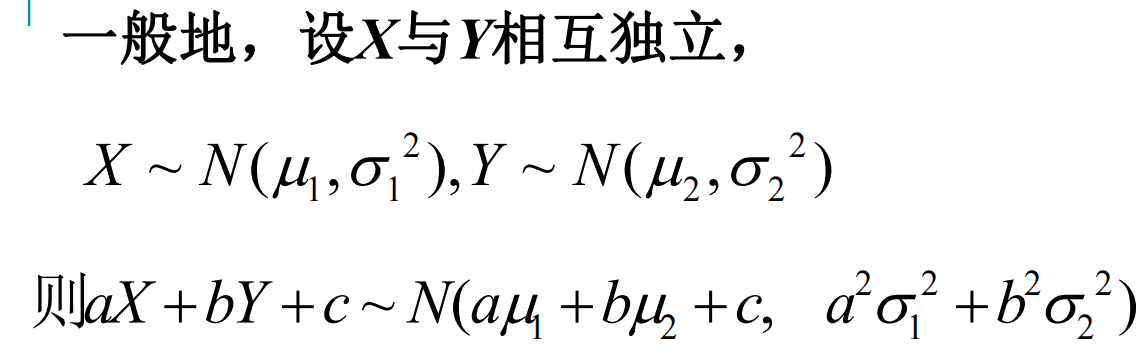 一般地，设X与Y相互独立，
X ~ N(μ₁,σ₁²),Y ~ N(μ₂,σ₂²)
则aX+bY+c~N(aμ₁+bμ₂+c, a²σ₁²+b²σ₂²)